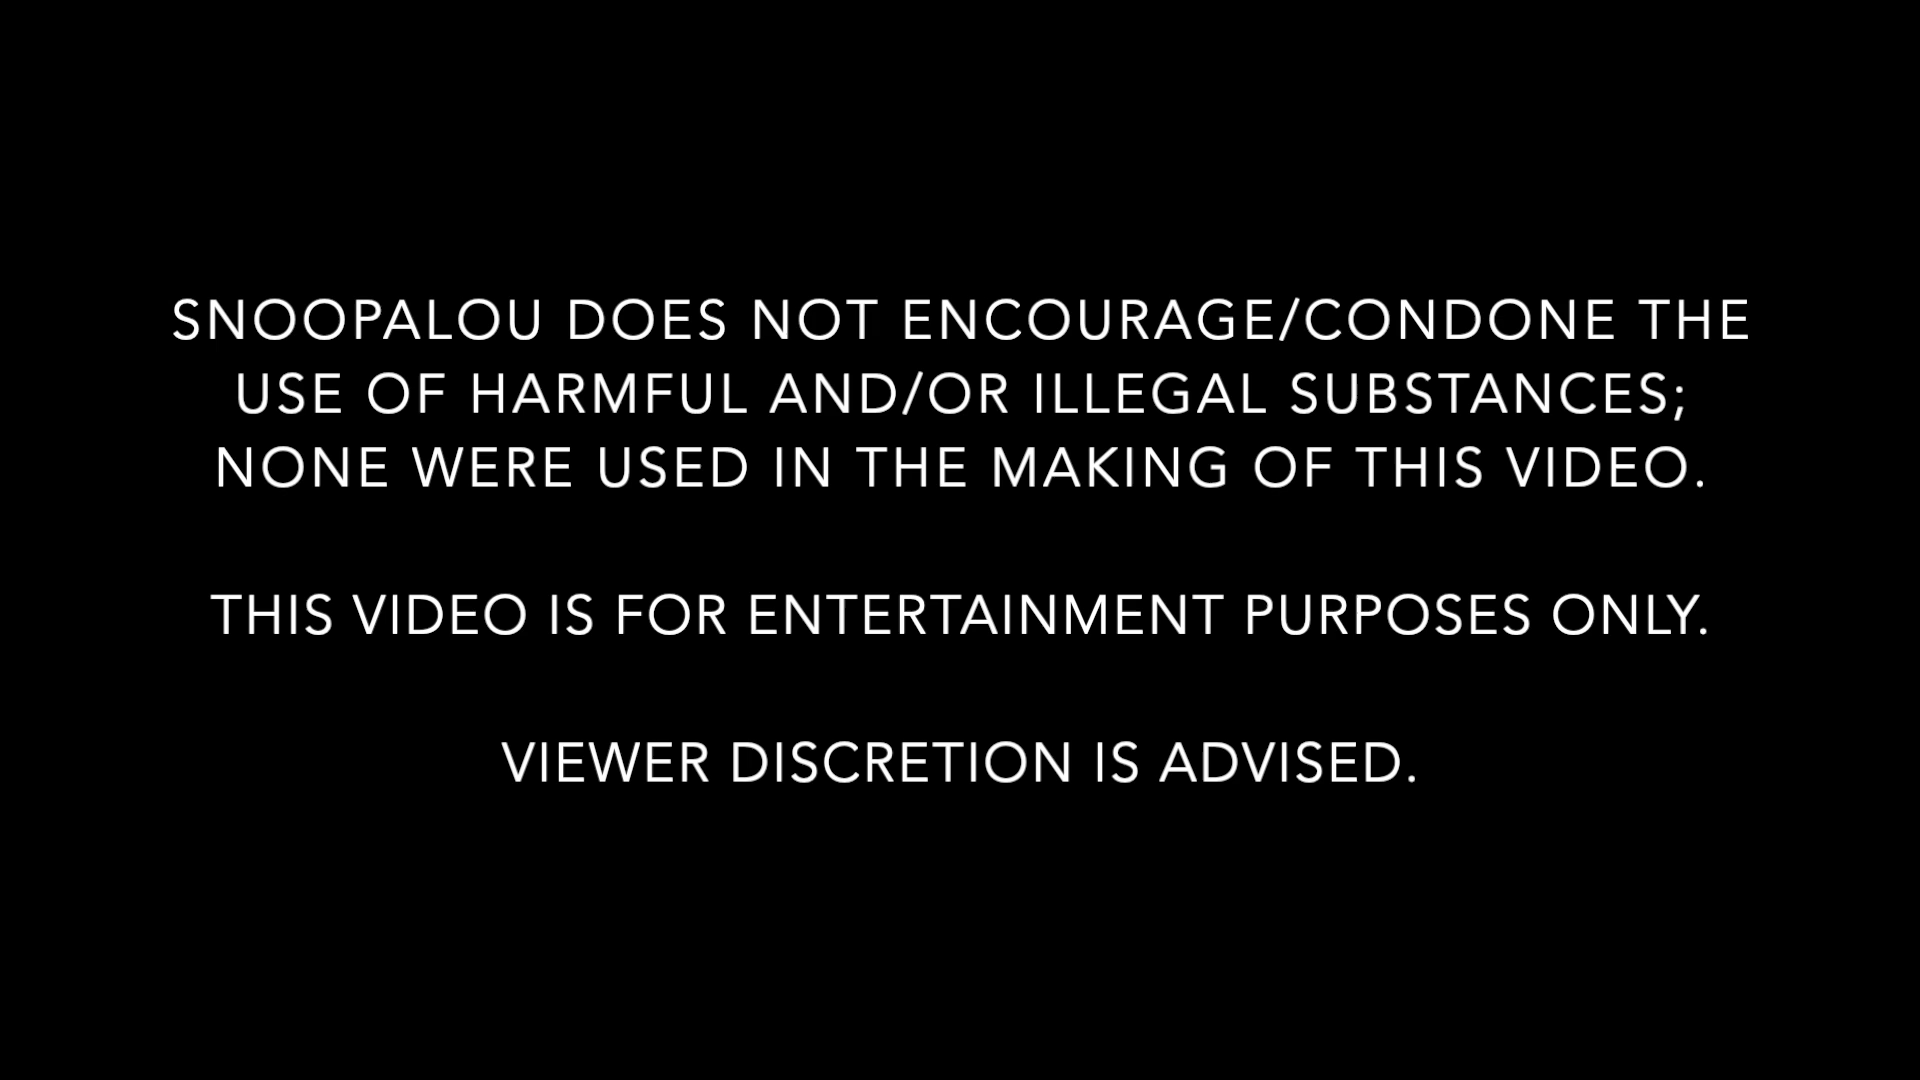 SNOOPALOU DOES NOT ENCOURAGE/CONDONE THE
USE OF HARMFUL AND/OR ILLEGAL SUBSTANCES;
NONE WERE USED IN THE MAKING OF THIS VIDEO.
THIS VIDEO IS FOR ENTERTAINMENT PURPOSES ONLY.
VIEWER DISCRETION IS ADVISED.